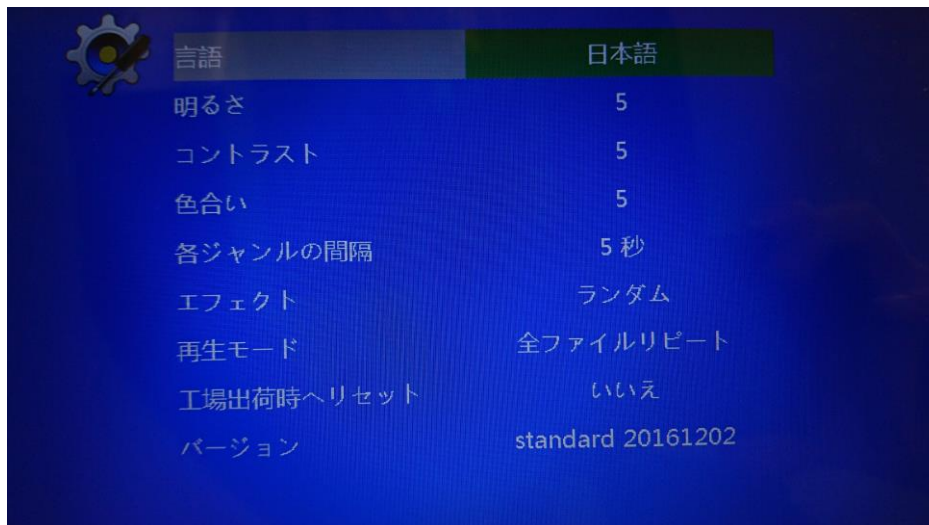 言語 日本語
明るさ 5
コントラスト 5
色合い 5
各ジャンルの間隔 5 秒
エフェクト ランダム
再生モード 全ファイルリピート
工場出荷時へリセット いいえ
バージョン standard 20161202